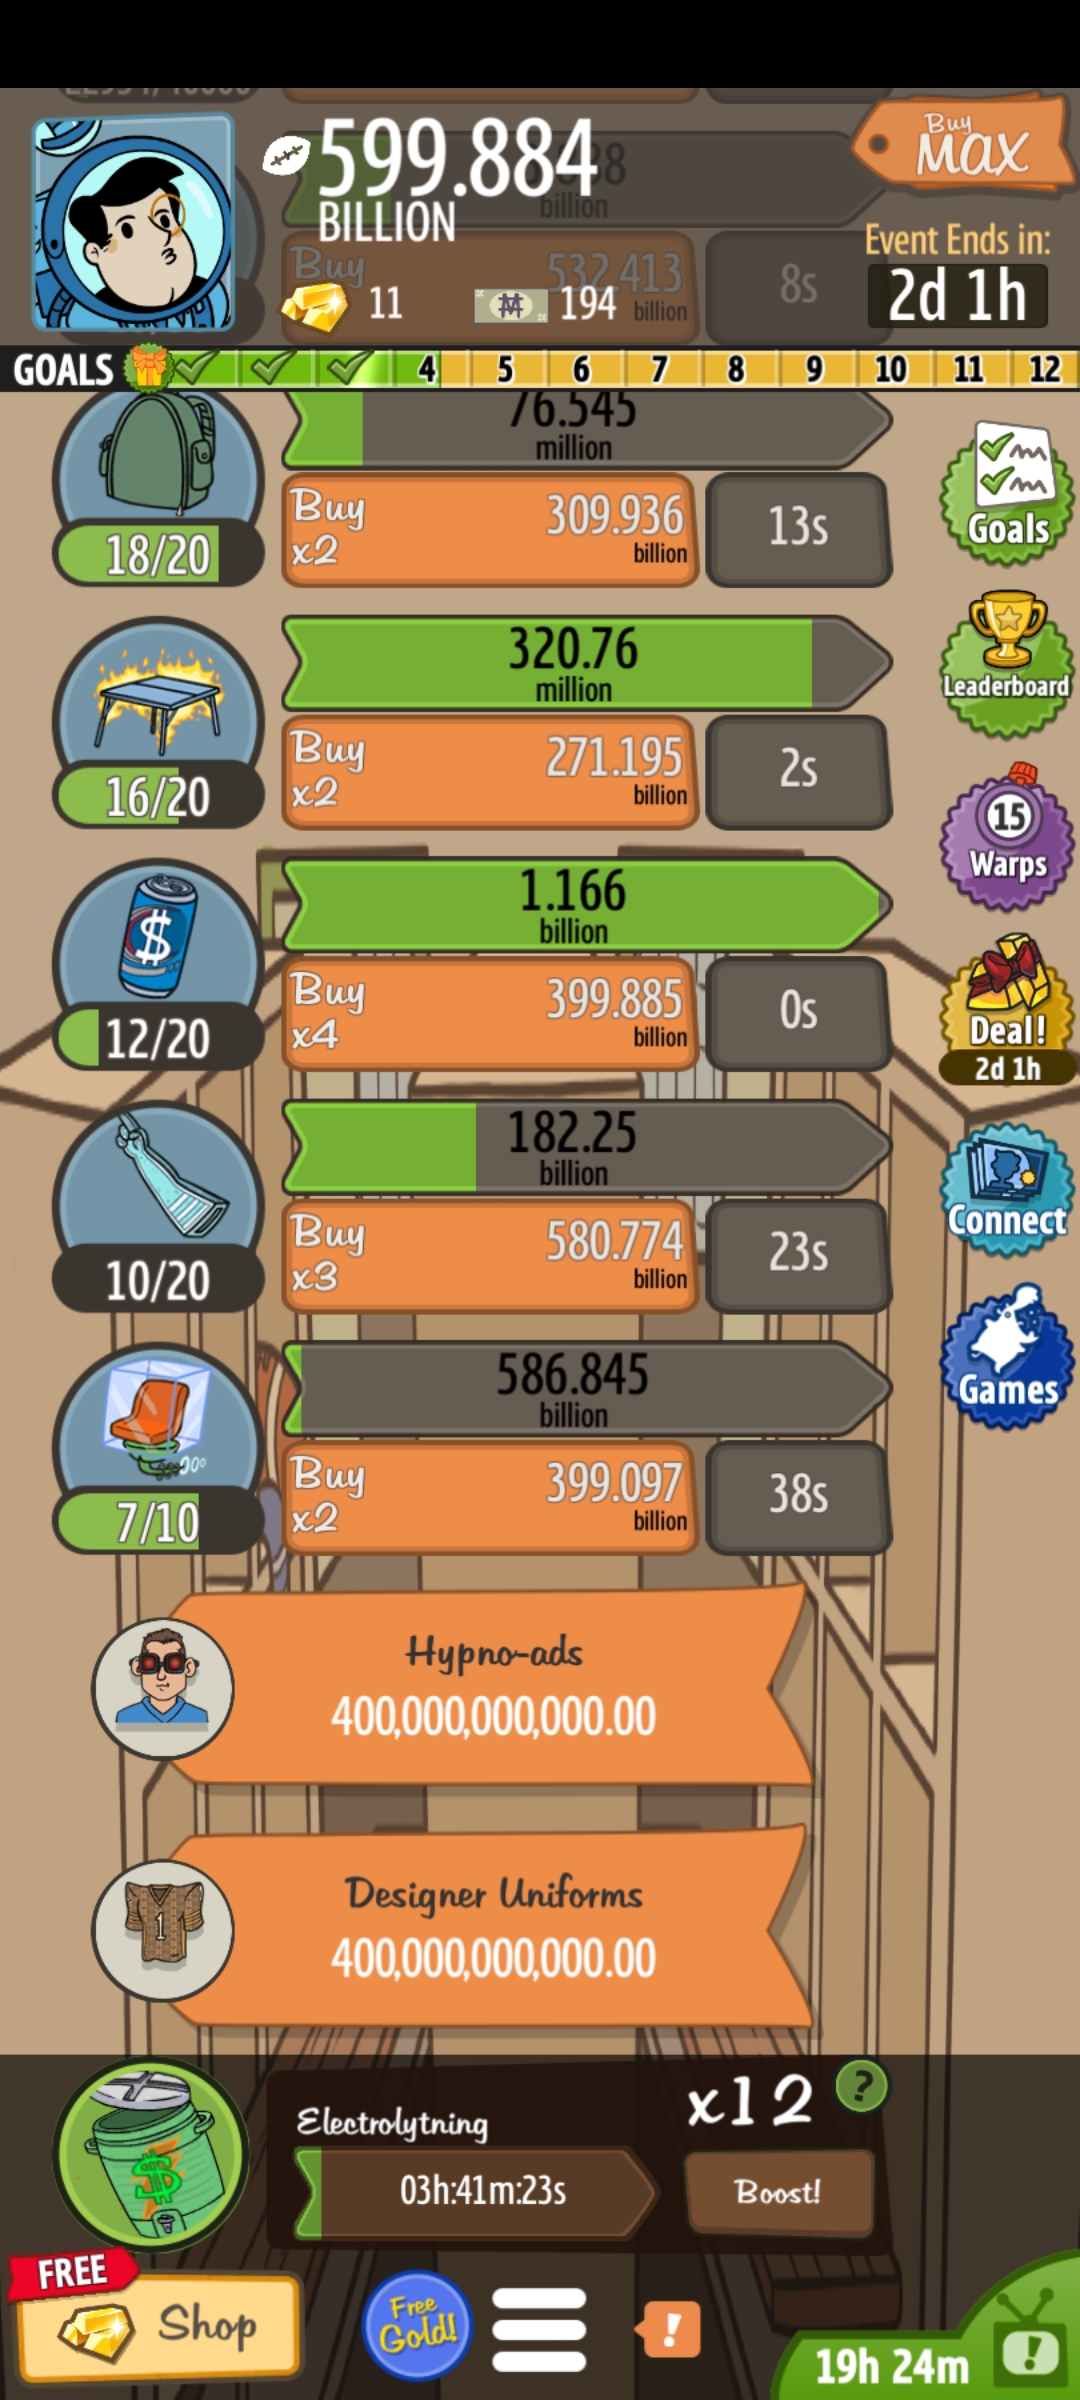 599.884
BILLION
11
194
Buy
MAX
Event Ends in:
2d 1h
billion
Buy
532.413
billion
8s
GOALS
4
5
6
7
8
9
10
11
12
76.545
million
18/20
Buy
x2
309.936
billion
13s
Goals
320.76
million
16/20
Buy
x2
271.195
billion
2s
Leaderboard
15
Warps
$
1.166
billion
12/20
Buy
x4
399.885
billion
0s
Deal!
2d 1h
182.25
billion
10/20
Buy
x3
580.774
billion
23s
Connect
586.845
billion
7/10
Buy
x2
399.097
billion
38s
Games
Hypno-ads
400,000,000,000.00
1
Designer Uniforms
400,000,000,000.00
$
Electrolytning
03h:41m:23s
x12
?
Boost!
FREE
Shop
Free
Gold!
!
19h 24m
!